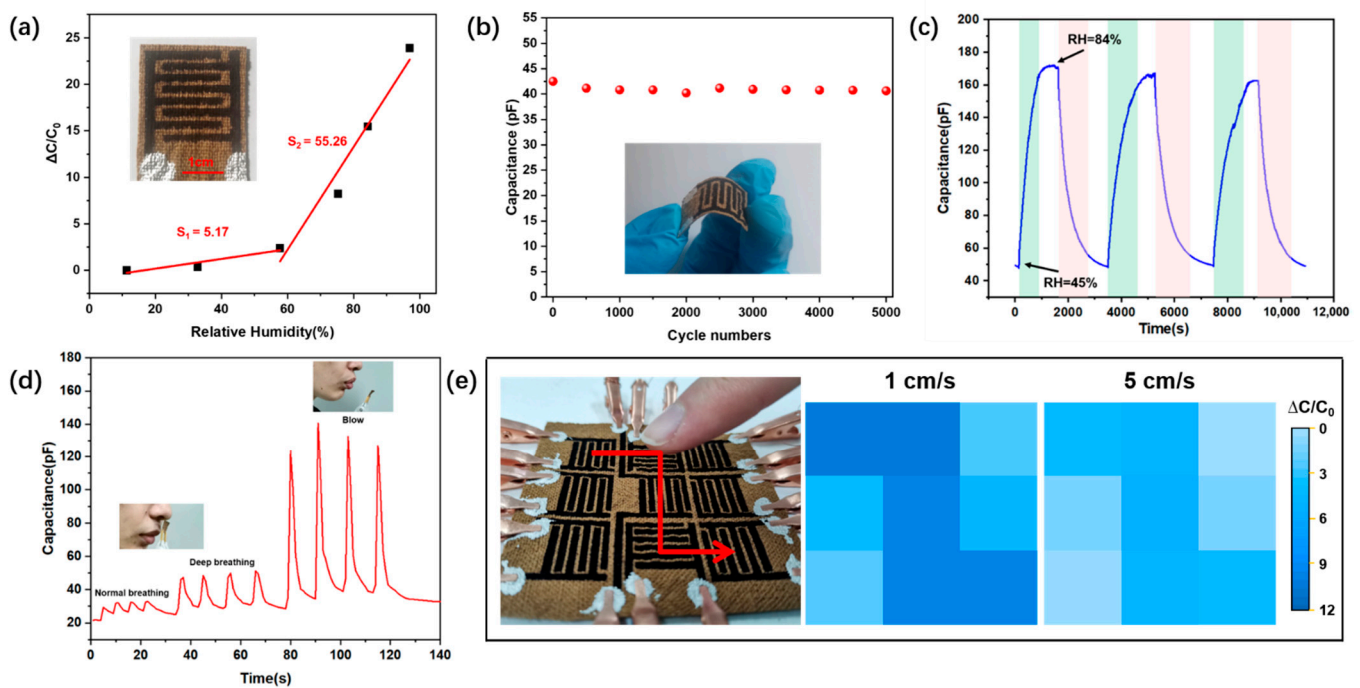 (a)
25
20
15
10
5
0
ΔC/C₀
0 20 40 60 80 100
Relative Humidity(%)
S₁ = 5.17
S₂ = 55.26
1cm
(b)
55
50
45
40
35
30
25
20
15
10
5
0
Capacitance (pF)
0 1000 2000 3000 4000 5000
Cycle numbers
(c)
200
180
160
140
120
100
80
60
40
Capacitance(pF)
RH=84%
RH=45%
0 2000 4000 6000 8000 10,000 12,000
Time(s)
(d)
180
160
140
120
100
80
60
40
20
Capacitance(pF)
Blow
Deep breathing
Normal breathing
0 20 40 60 80 100 120 140
Time(s)
(e)
1 cm/s
5 cm/s
ΔC/C₀
0
3
6
9
12